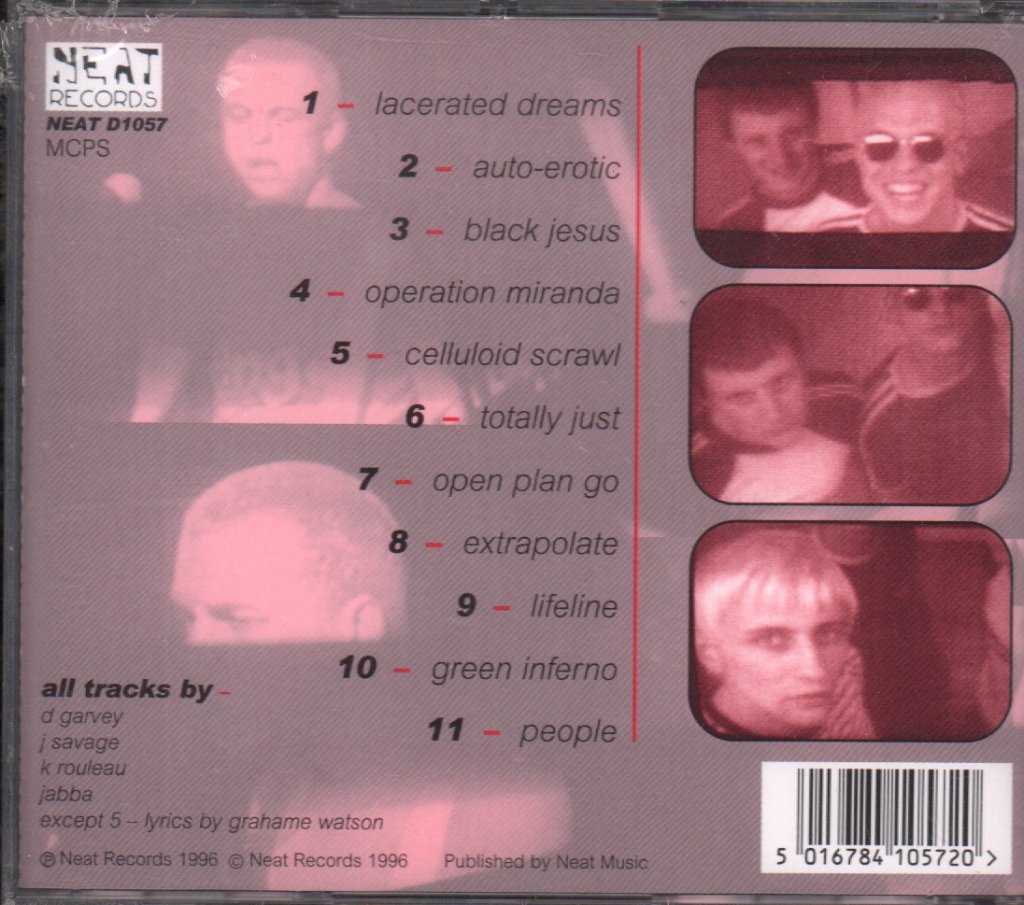 NEAT
RECORDS
NEAT D1057
MCPS
1 – lacerated dreams
2 – auto-erotic
3 – black jesus
4 – operation miranda
5 – celluloid scrawl
6 – totally just
7 – open plan go
8 – extrapolate
9 – lifeline
10 – green inferno
11 – people
all tracks by –
d garvey
j savage
k rouleau
jabba
except 5 – lyrics by grahame watson
℗ Neat Records 1996 © Neat Records 1996 Published by Neat Music
5 016784 105720 >